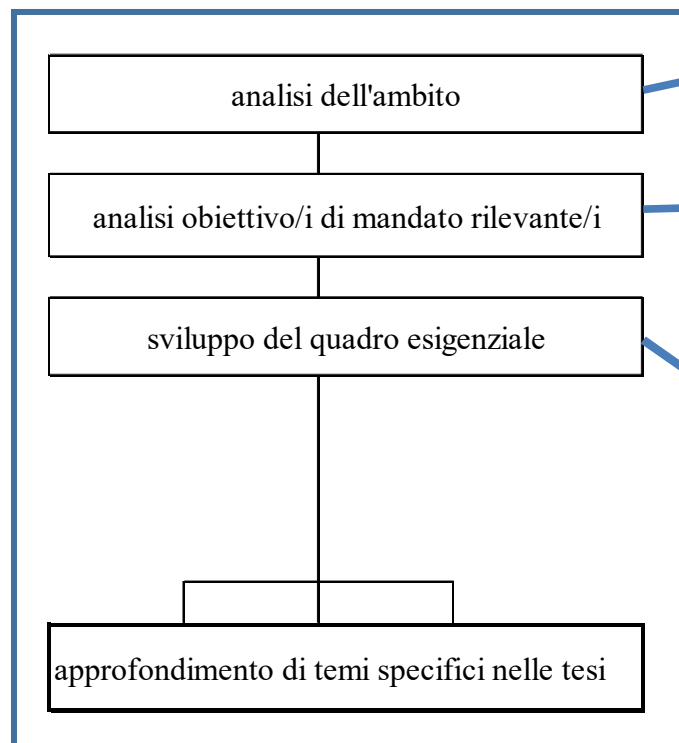 analisi dell'ambito
analisi obiettivo/i di mandato rilevante/i
sviluppo del quadro esigenziale
approfondimento di temi specifici nelle tesi